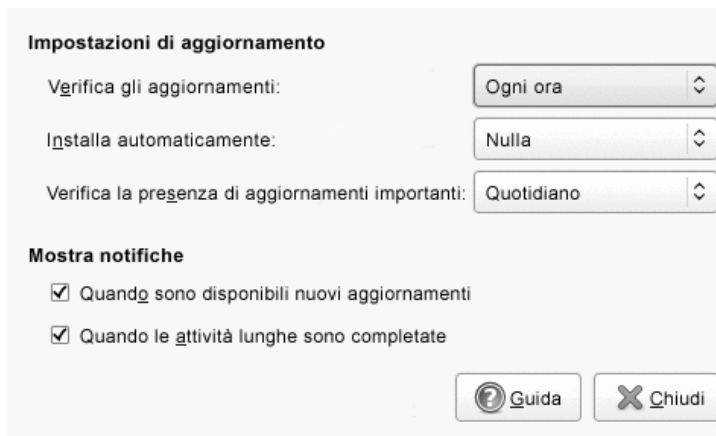 Impostazioni di aggiornamento
Verifica gli aggiornamenti: Ogni ora
Installa automaticamente: Nulla
Verifica la presenza di aggiornamenti importanti: Quotidiano
Mostra notifiche
Quando sono disponibili nuovi aggiornamenti
Quando le attività lunghe sono completate
Guida Chiudi